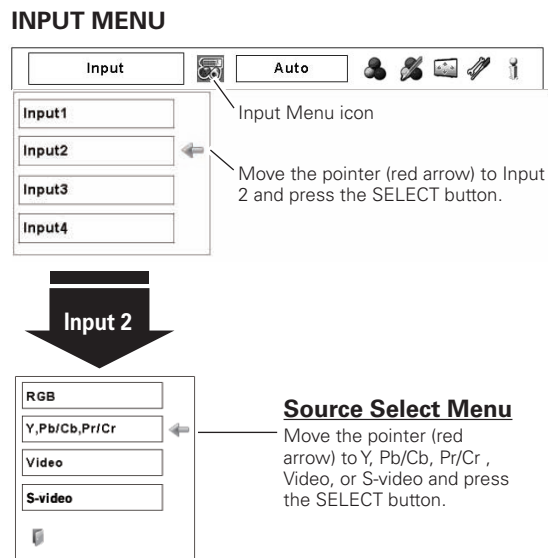 INPUT MENU
Input
Auto
Input1
Input Menu icon
Input2
Move the pointer (red arrow) to Input
2 and press the SELECT button.
Input3
Input4
Input 2
RGB
Y,Pb/Cb,Pr/Cr
Video
S-video
Source Select Menu
Move the pointer (red
arrow) to Y, Pb/Cb, Pr/Cr ,
Video, or S-video and press
the SELECT button.